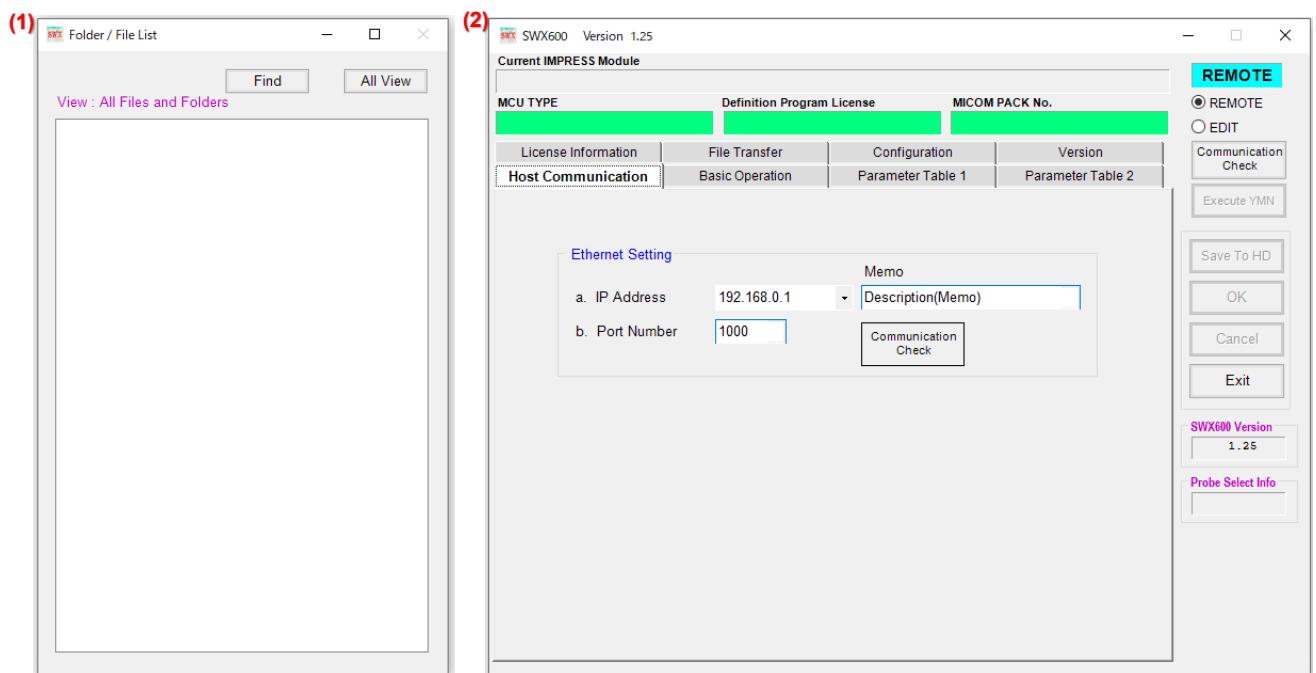 (1)
SWX Folder / File List
Find All View
View : All Files and Folders
(2)
SWX SWX600 Version 1.25
Current IMPRESS Module
MCU TYPE Definition Program License MICOM PACK No.
License Information File Transfer Configuration Version
Host Communication Basic Operation Parameter Table 1 Parameter Table 2
Ethernet Setting
Memo
a. IP Address 192.168.0.1 Description(Memo)
b. Port Number 1000
Communication
Check
REMOTE
REMOTE
EDIT
Communication
Check
Execute YMN
Save To HD
OK
Cancel
Exit
SWX600 Version
1.25
Probe Select Info